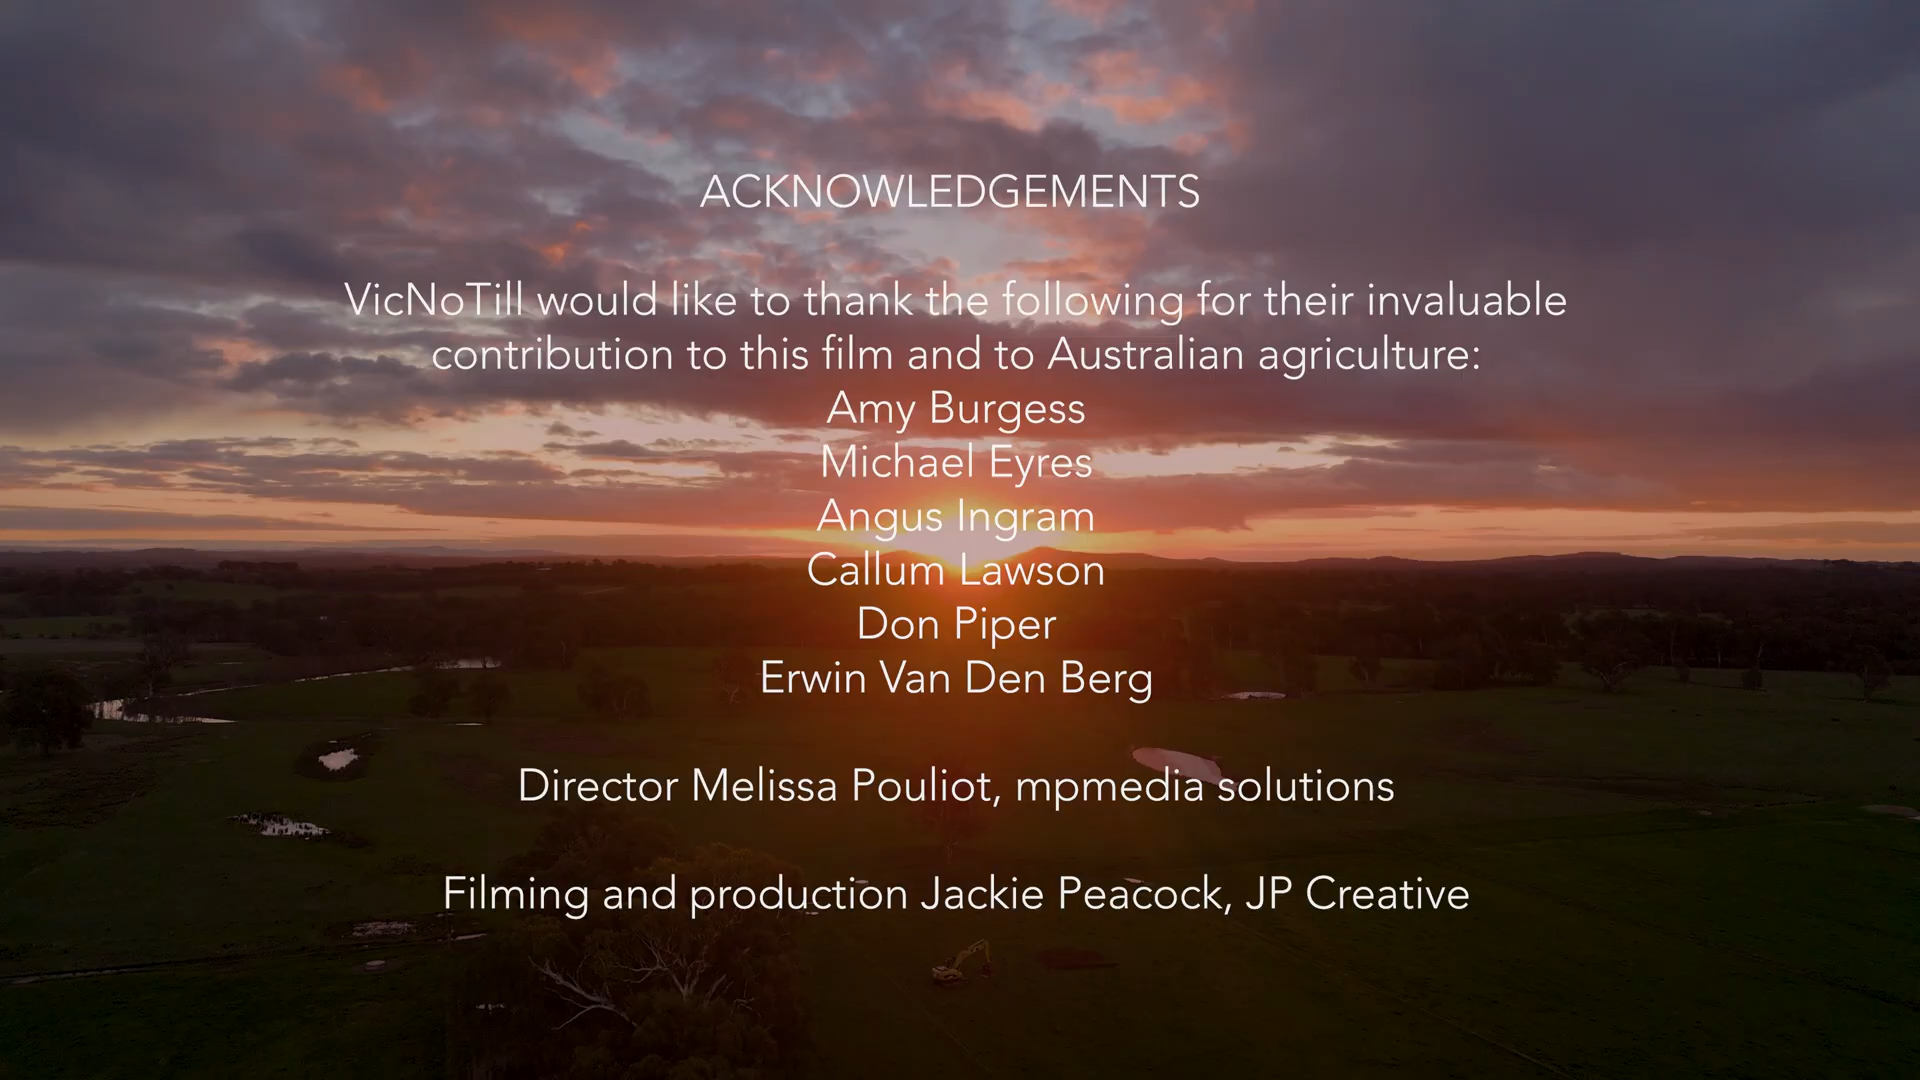 ACKNOWLEDGEMENTS
VicNoTill would like to thank the following for their invaluable
contribution to this film and to Australian agriculture:
Amy Burgess
Michael Eyres
Angus Ingram
Callum Lawson
Don Piper
Erwin Van Den Berg
Director Melissa Pouliot, mpmedia solutions
Filming and production Jackie Peacock, JP Creative